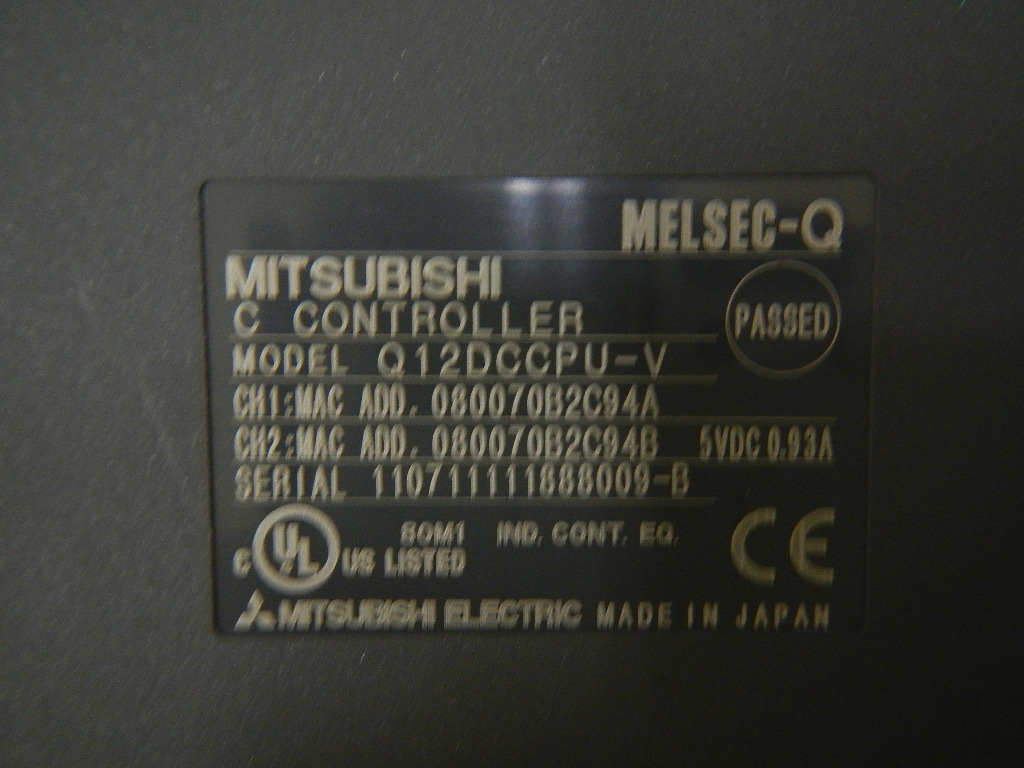 MELSEC-Q
MITSUBISHI
C CONTROLLER
PASSED
MODEL Q12DCCPU-V
CH1:MAC ADD. 080070B2C94A
CH2:MAC ADD. 080070B2C94B 5VDC 0.93A
SERIAL 110711111888009-B
C UL US LISTED 80M1 IND. CONT. EQ.
CE
MITSUBISHI ELECTRIC MADE IN JAPAN